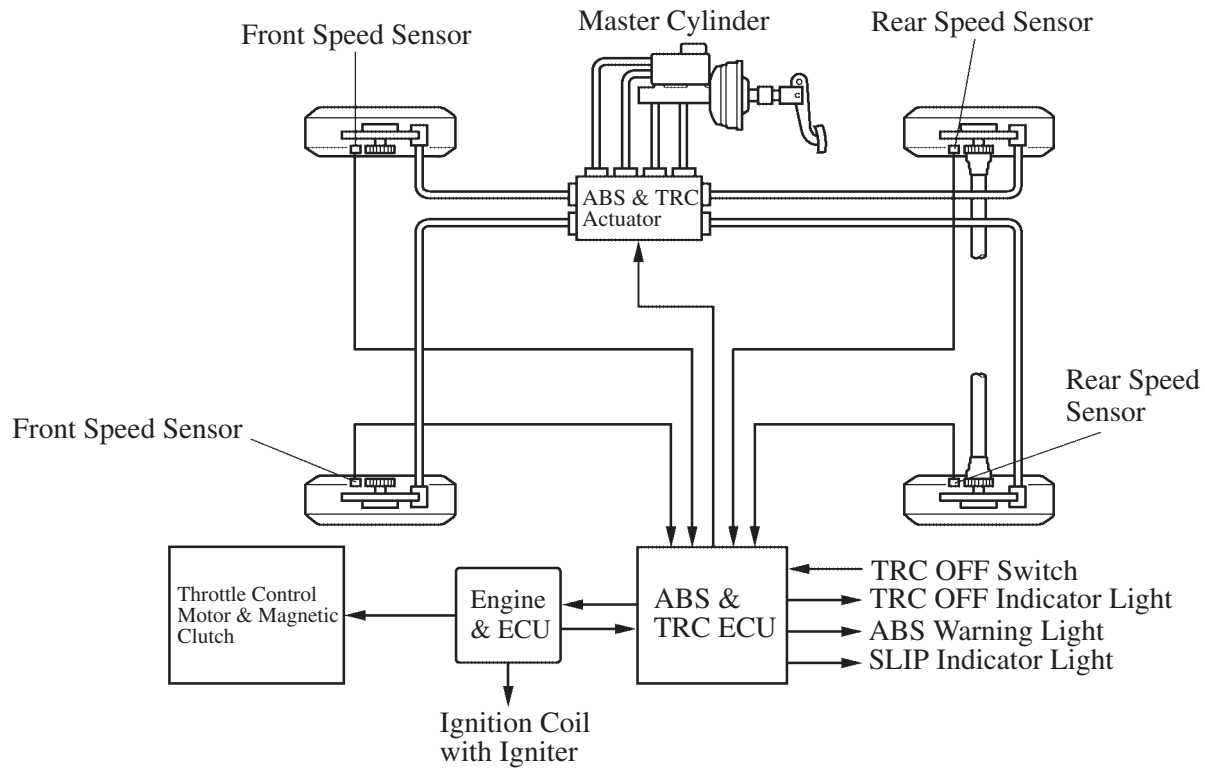 Front Speed Sensor
Master Cylinder
Rear Speed Sensor
ABS & TRC
Actuator
Front Speed Sensor
Rear Speed
Sensor
Throttle Control
Motor & Magnetic
Clutch
Engine
& ECU
ABS &
TRC ECU
TRC OFF Switch
TRC OFF Indicator Light
ABS Warning Light
SLIP Indicator Light
Ignition Coil
with Igniter